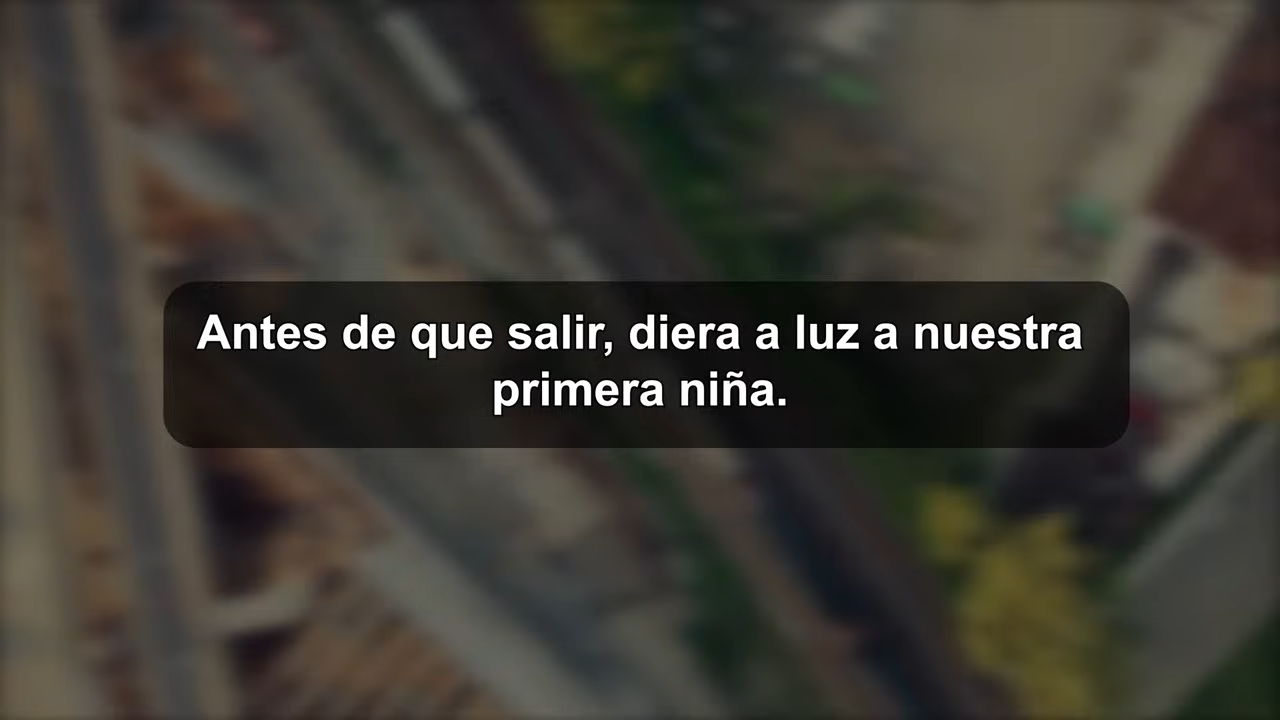 Antes de que salir, diera a luz a nuestra
primera niña.